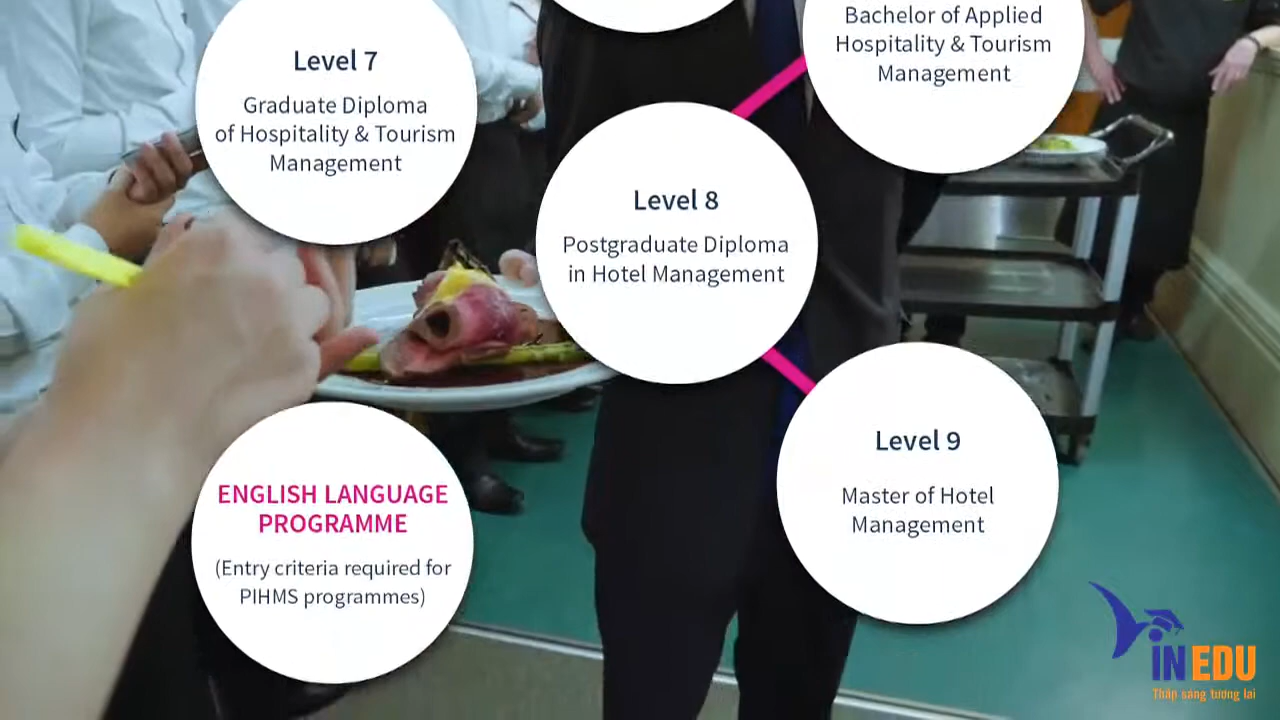 Bachelor of Applied
Hospitality & Tourism
Management
Level 7
Graduate Diploma
of Hospitality & Tourism
Management
Level 8
Postgraduate Diploma
in Hotel Management
Level 9
Master of Hotel
Management
ENGLISH LANGUAGE
PROGRAMME
(Entry criteria required for
PIHMS programmes)
IN EDU
Thắp sáng tương lai